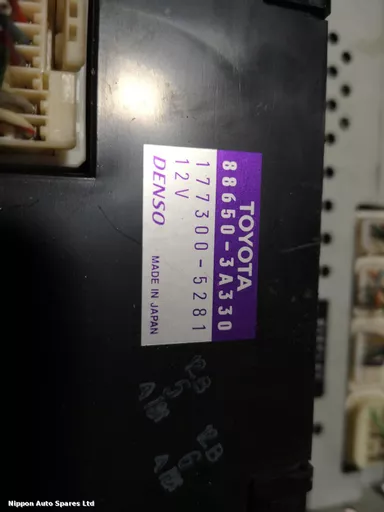 TOYOTA
88650-3A330
177300-5281
12V
DENSO MADE IN JAPAN
Nippon Auto Spares Ltd